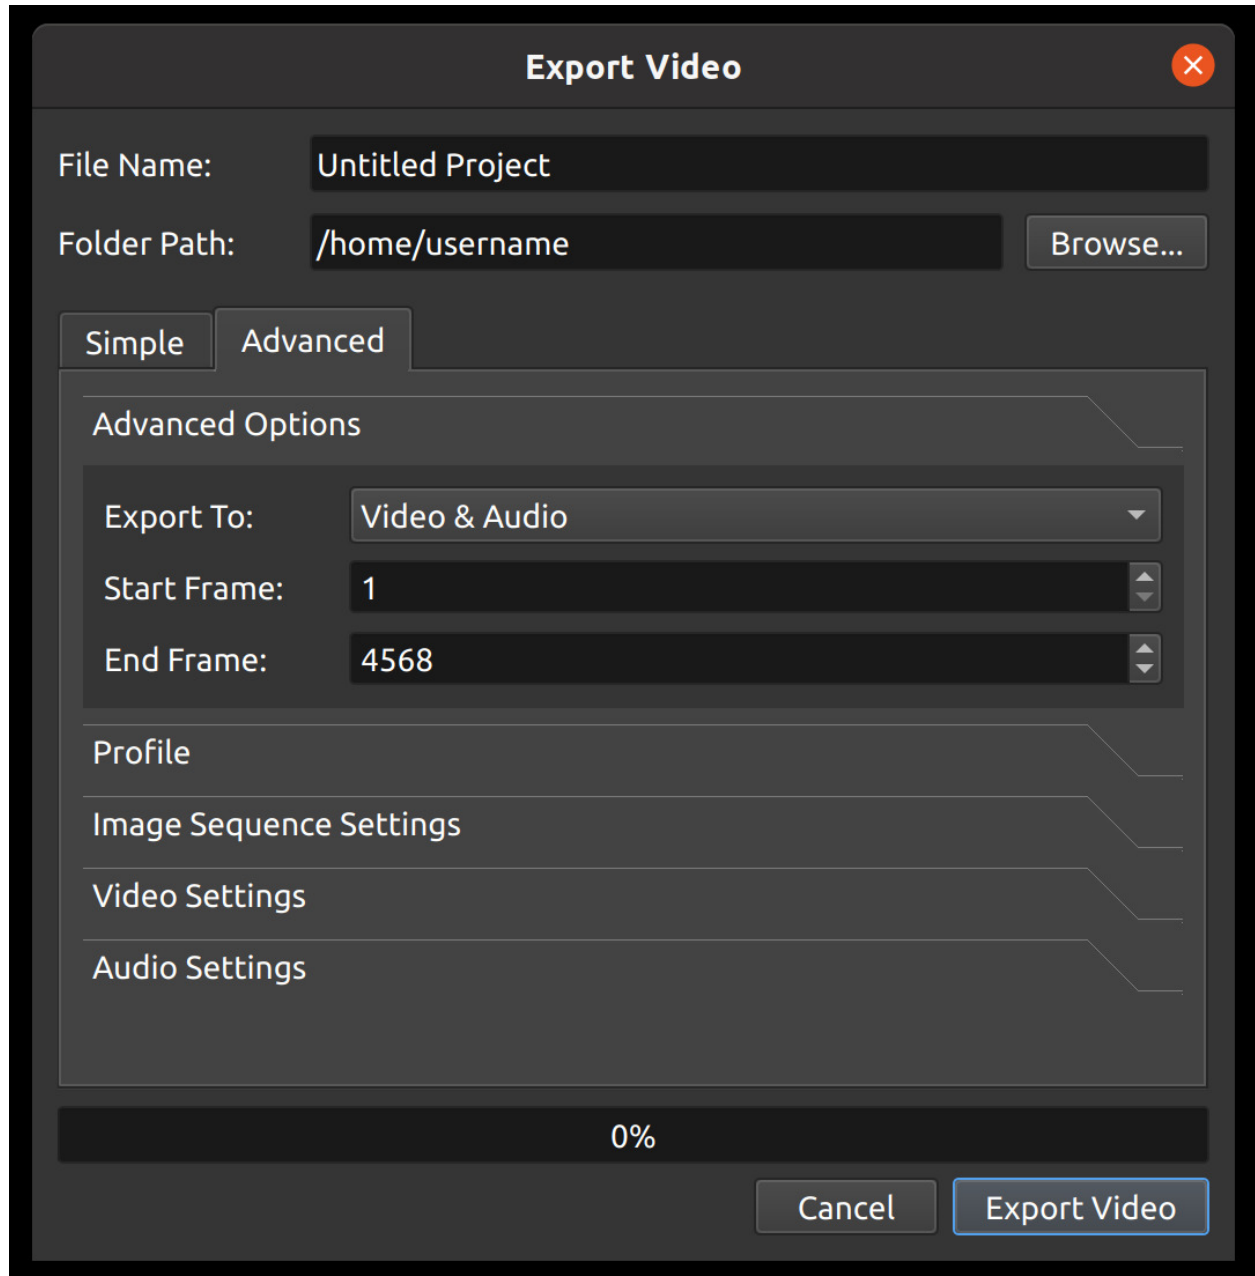 Export Video
File Name: Untitled Project
Folder Path: /home/username Browse...
Simple Advanced
Advanced Options
Export To: Video & Audio
Start Frame: 1
End Frame: 4568
Profile
Image Sequence Settings
Video Settings
Audio Settings
0%
Cancel Export Video